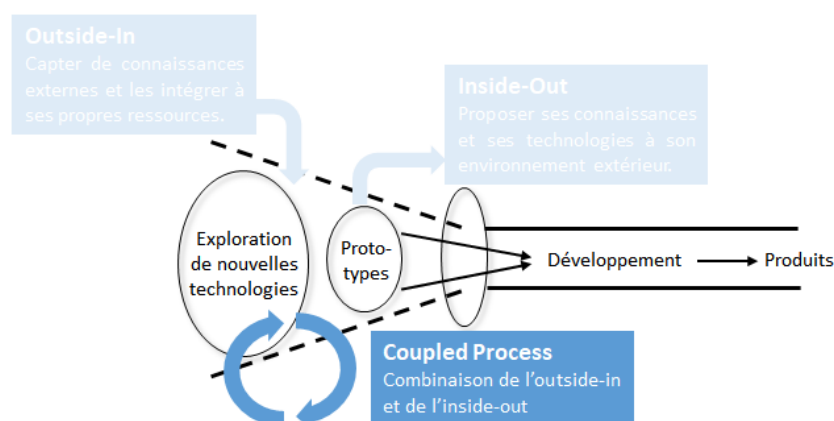 Outside-In
Capter de connaissances
externes et les intégrer à
ses propres ressources.
Inside-Out
Proposer ses connaissances
et ses technologies à son
environnement extérieur.
Exploration
de nouvelles
technologies
Proto-
types
Développement
Produits
Coupled Process
Combinaison de l'outside-in
et de l'inside-out